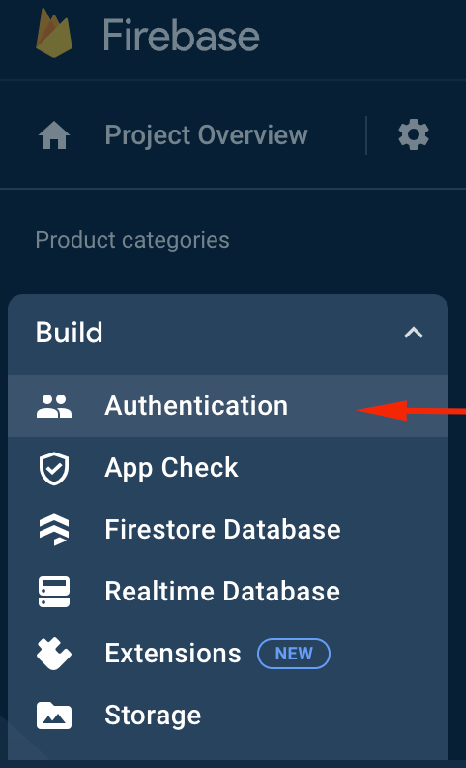 Firebase
Project Overview
Product categories
Build
Authentication
App Check
Firestore Database
Realtime Database
Extensions NEW
Storage